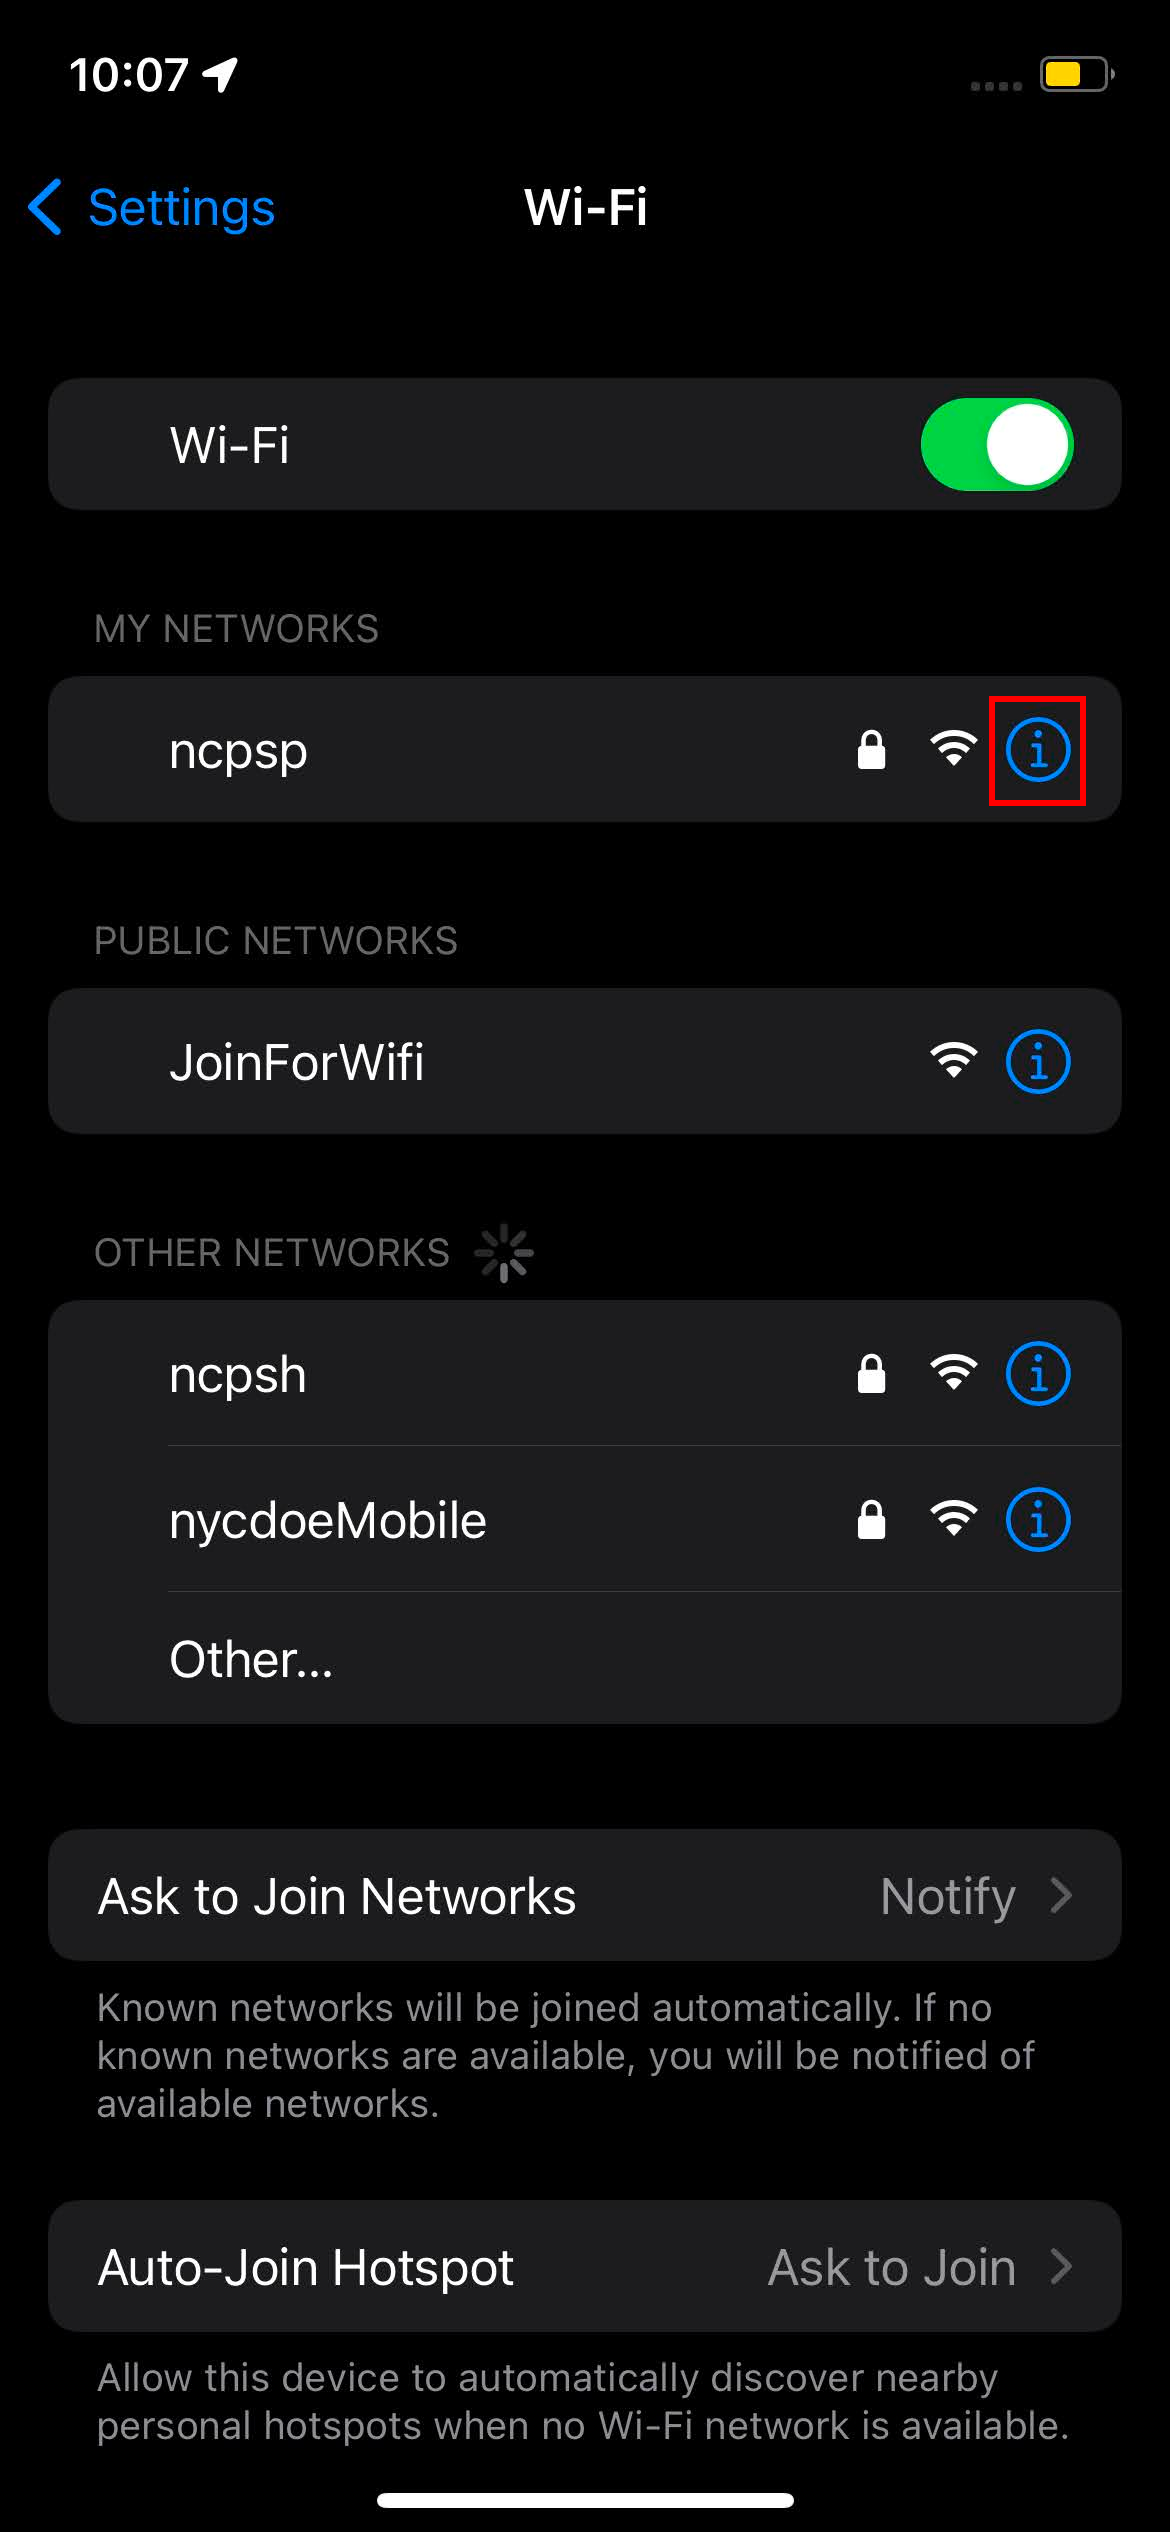 10:07
Settings
Wi-Fi
Wi-Fi
MY NETWORKS
ncpsp
PUBLIC NETWORKS
JoinForWifi
OTHER NETWORKS
ncpsh
nycdoeMobile
Other...
Ask to Join Networks Notify
Known networks will be joined automatically. If no
known networks are available, you will be notified of
available networks.
Auto-Join Hotspot Ask to Join
Allow this device to automatically discover nearby
personal hotspots when no Wi-Fi network is available.